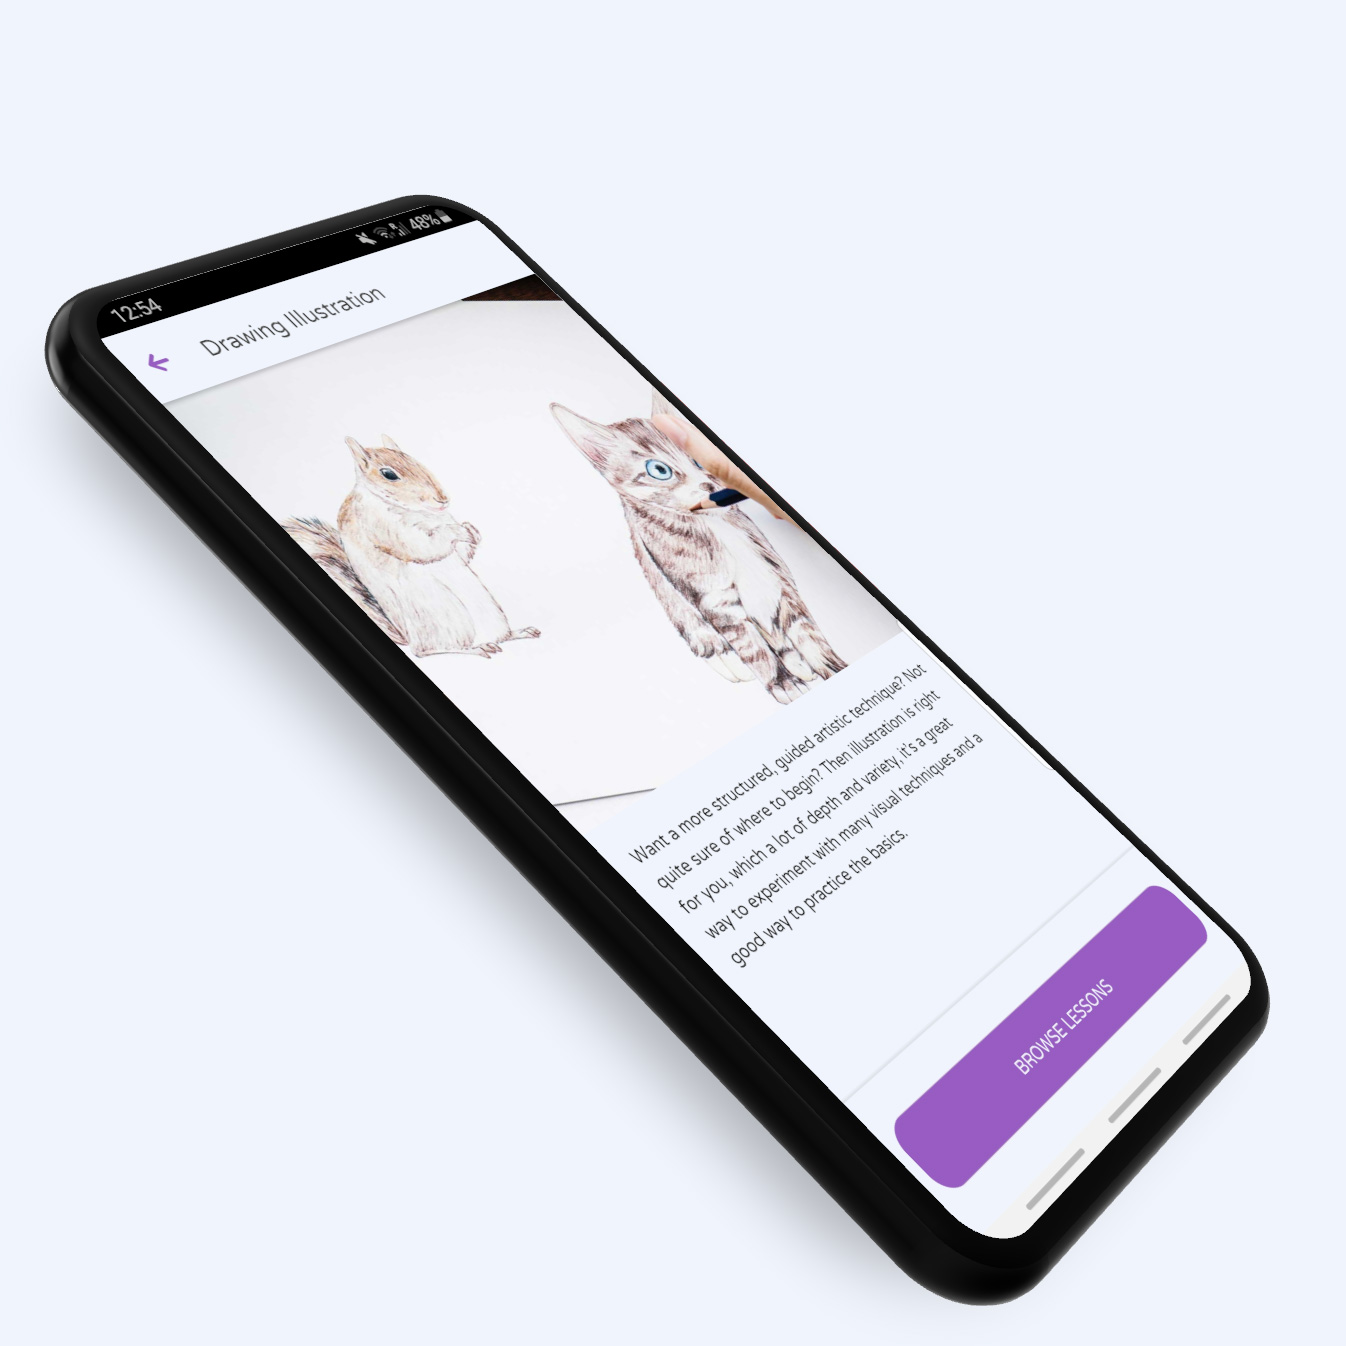 12:54 48%
Drawing Illustration
Want a more structured, guided artistic technique? Not
quite sure of where to begin? Then illustration is right
for you, which a lot of depth and variety, it's a great
way to experiment with many visual techniques and a
good way to practice the basics.
BROWSE LESSONS